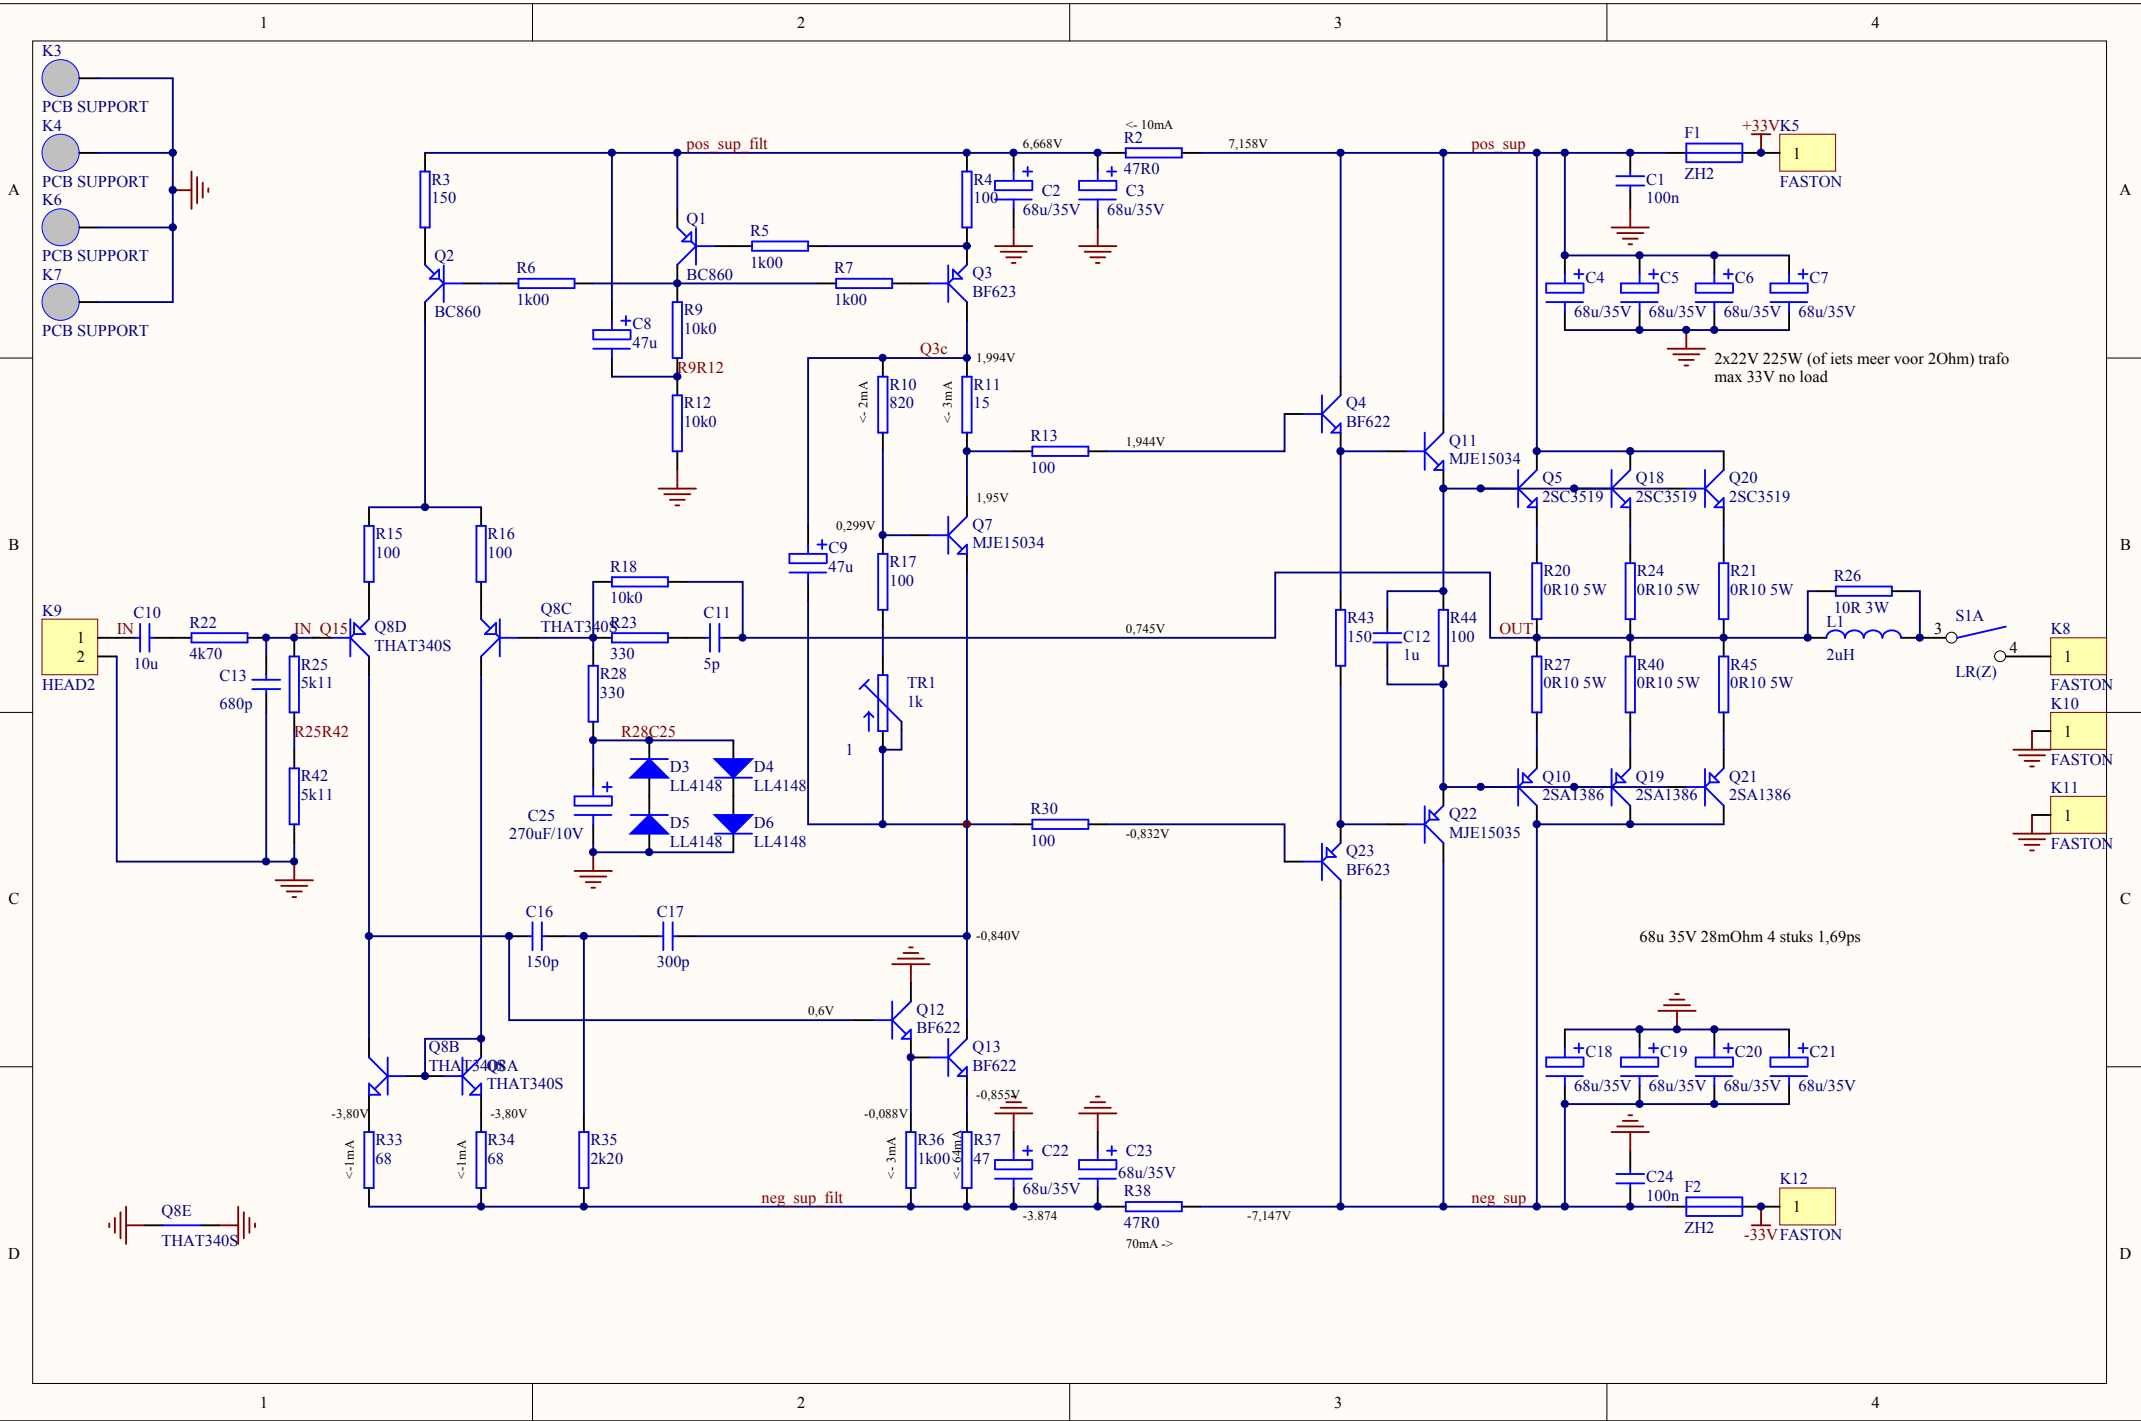 1 2 3 4
K3
PCB SUPPORT
K4
PCB SUPPORT
K6
PCB SUPPORT
K7
PCB SUPPORT
A
B
C
D
R3
150
Q2
BC860
R6
1k00
Q1
BC860
R5
1k00
R7
1k00
pos_sup_filt
R4
100
Q3
BF623
C8
47u
R9
10k0
R9R12
R12
10k0
6,668V
C2
68u/35V
C3
68u/35V
<- 10mA
R2
47R0
7,158V
pos_sup
F1
ZH2
+33V
K5
1
FASTON
C1
100n
C4
68u/35V
C5
68u/35V
C6
68u/35V
C7
68u/35V
2x22V 225W (of iets meer voor 2Ohm) trafo
max 33V no load
A
B
C
D
Q3c
1,994V
<- 2mA
R10
820
<- 3mA
R11
15
R13
100
1,944V
1,95V
0,299V
Q7
MJE15034
C9
47u
R17
100
TR1
1k
1
Q4
BF622
Q11
MJE15034
Q5
2SC3519
Q18
2SC3519
Q20
2SC3519
R20
0R10 5W
R24
0R10 5W
R21
0R10 5W
R26
10R 3W
L1
2uH
S1A
3
4
LR(Z)
K8
1
FASTON
K10
1
FASTON
K11
1
FASTON
R15
100
R16
100
K9
1
2
HEAD2
IN
C10
10u
R22
4k70
IN_Q15
Q8D
THAT340S
C13
680p
R25
5k11
R25R42
R42
5k11
Q8C
THAT340S
R18
10k0
R23
330
C11
5p
R28
330
R28C25
D3
LL4148
D4
LL4148
D5
LL4148
D6
LL4148
C25
270uF/10V
0,745V
OUT
R43
150
C12
1u
R44
100
R27
0R10 5W
R40
0R10 5W
R45
0R10 5W
Q10
2SA1386
Q19
2SA1386
Q21
2SA1386
R30
100
-0,832V
Q22
MJE15035
Q23
BF623
C16
150p
C17
300p
-0,840V
0,6V
Q12
BF622
Q13
BF622
Q8B
THAT340S
Q8A
THAT340S
-3,80V
-3,80V
<-1mA
R33
68
<-1mA
R34
68
R35
2k20
-0,088V
-0,855V
<- 3mA
R36
1k00
<- 64mA
R37
47
C22
68u/35V
C23
68u/35V
neg_sup_filt
-3.874
R38
47R0
70mA ->
-7,147V
neg_sup
68u 35V 28mOhm 4 stuks 1,69ps
C18
68u/35V
C19
68u/35V
C20
68u/35V
C21
68u/35V
C24
100n
F2
ZH2
-33V
K12
1
FASTON
Q8E
THAT340S
1 2 3 4